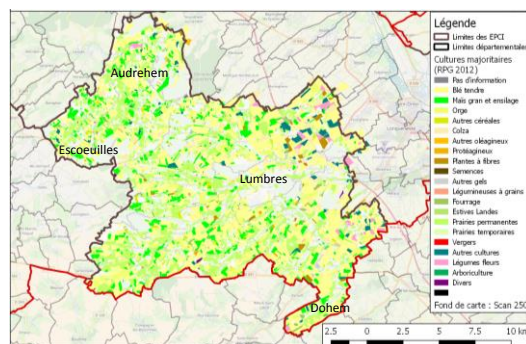 Audrehem
Escoeuilles
Lumbres
Dohem
Légende
Limites des EPCI
Limites départementales
Cultures majoritaires
(RPG 2012)
Pas d'information
Blé tendre
Maïs grain et ensilage
Orge
Autres céréales
Colza
Autres oléagineux
Protéagineux
Plantes à fibres
Semences
Autres gels
Légumineuses à grains
Fourrage
Estives Landes
Prairies permanentes
Prairies temporaires
Vergers
Autres cultures
Légumes fleurs
Arboriculture
Divers
Fond de carte : Scan 250
2.5 0 2.5 5 7.5 10 km